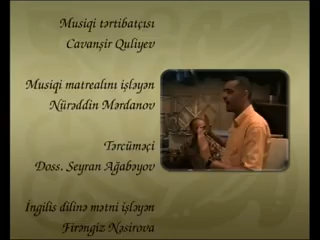 Musiqi tərtibatçısı
Cavanşir Quliyev
Musiqi matrealını işləyən
Nürəddin Mərdanov
Tərcüməçi
Doss. Seyran Ağabəyov
İngilis dilinə mətni işləyən
Firəngiz Nəsirova